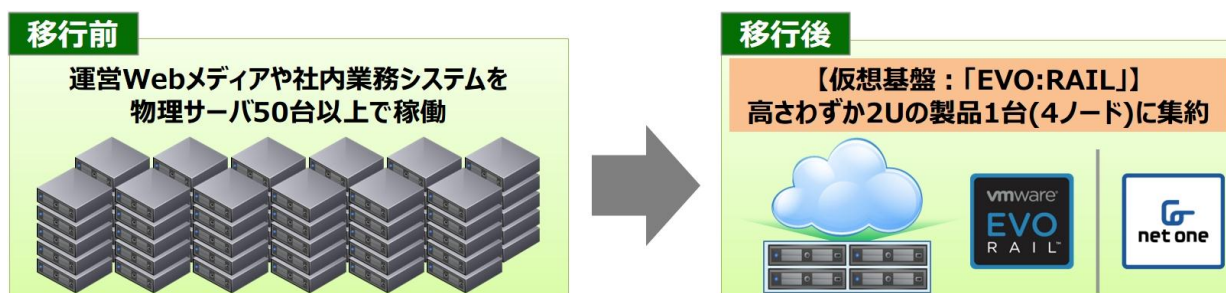 移行前
運営Webメディアや社内業務システムを
物理サーバ50台以上で稼働
移行後
【仮想基盤：「EVO:RAIL」】
高さわずか2Uの製品1台(4ノード)に集約
vmware®
EVO
RAIL™
net one